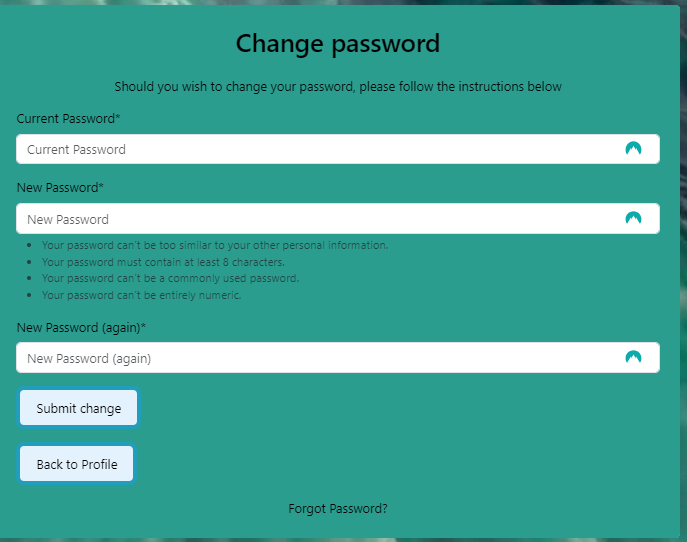 Change password
Should you wish to change your password, please follow the instructions below
Current Password*
Current Password
New Password*
New Password
• Your password can't be too similar to your other personal information.
• Your password must contain at least 8 characters.
• Your password can't be a commonly used password.
• Your password can't be entirely numeric.
New Password (again)*
New Password (again)
Submit change
Back to Profile
Forgot Password?